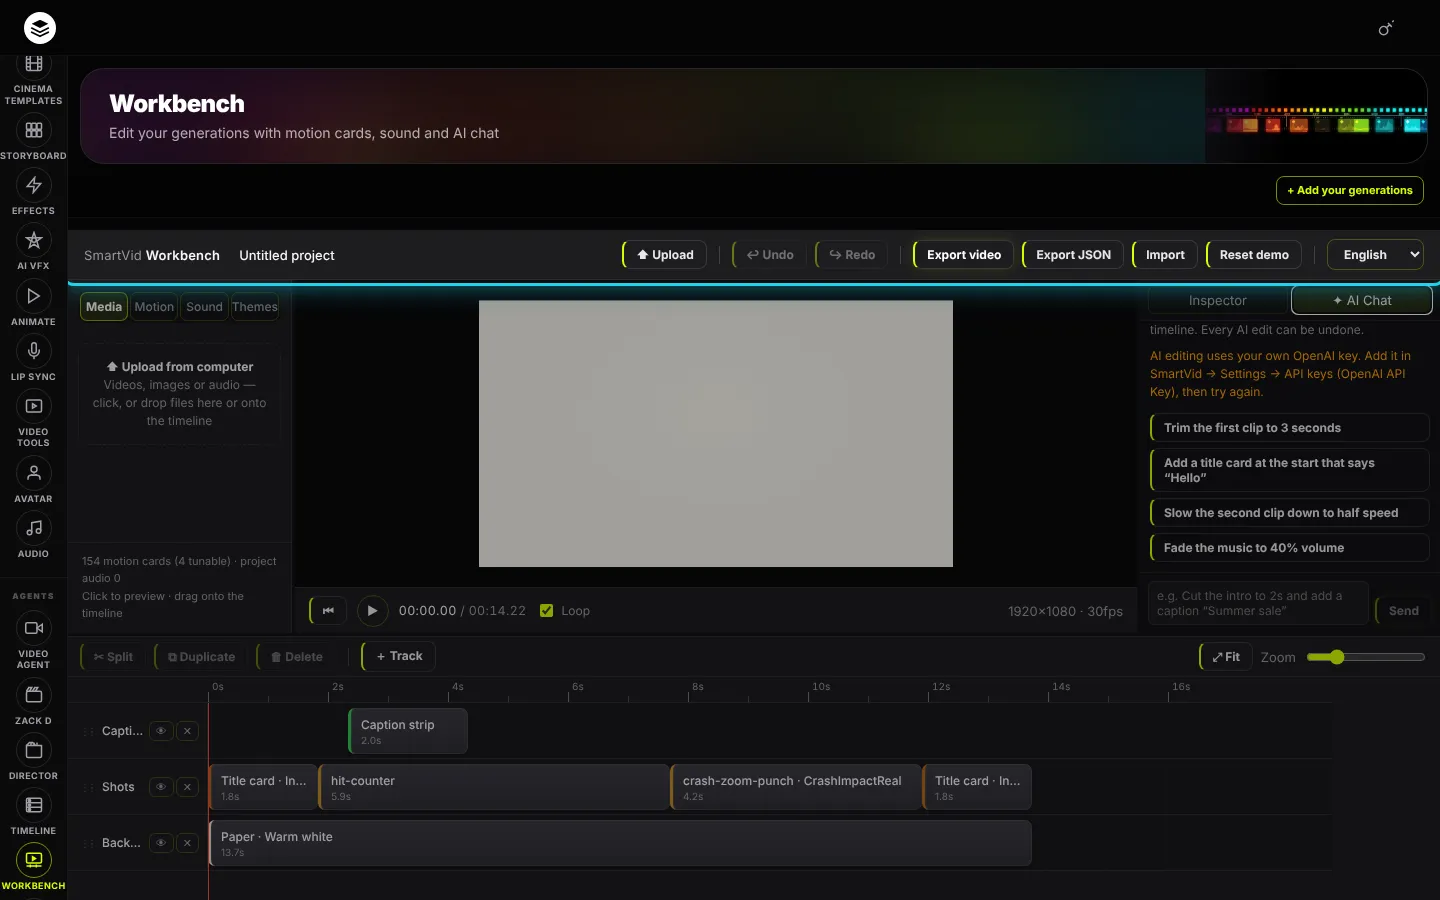 Workbench
Edit your generations with motion cards, sound and AI chat
+ Add your generations
CINEMA
TEMPLATES
STORYBOARD
EFFECTS
AI VFX
ANIMATE
LIP SYNC
VIDEO
TOOLS
AVATAR
AUDIO
AGENTS
VIDEO
AGENT
ZACK D
DIRECTOR
TIMELINE
WORKBENCH
SmartVid Workbench Untitled project
Upload
Undo
Redo
Export video
Export JSON
Import
Reset demo
English
Media
Motion
Sound
Themes
Upload from computer
Videos, images or audio —
click, or drop files here or onto
the timeline
154 motion cards (4 tunable) · project
audio 0
Click to preview · drag onto the
timeline
00:00.00 / 00:14.22
Loop
1920×1080 · 30fps
Inspector
✦ AI Chat
timeline. Every AI edit can be undone.
AI editing uses your own OpenAI key. Add it in
SmartVid → Settings → API keys (OpenAI API
Key), then try again.
Trim the first clip to 3 seconds
Add a title card at the start that says
“Hello”
Slow the second clip down to half speed
Fade the music to 40% volume
e.g. Cut the intro to 2s and add a
caption “Summer sale”
Send
Split
Duplicate
Delete
+ Track
Fit
Zoom
0s 2s 4s 6s 8s 10s 12s 14s 16s
Capti...
Caption strip
2.0s
Shots
Title card · In...
1.8s
hit-counter
5.9s
crash-zoom-punch · CrashImpactReal
4.2s
Title card · In...
1.8s
Back...
Paper · Warm white
13.7s